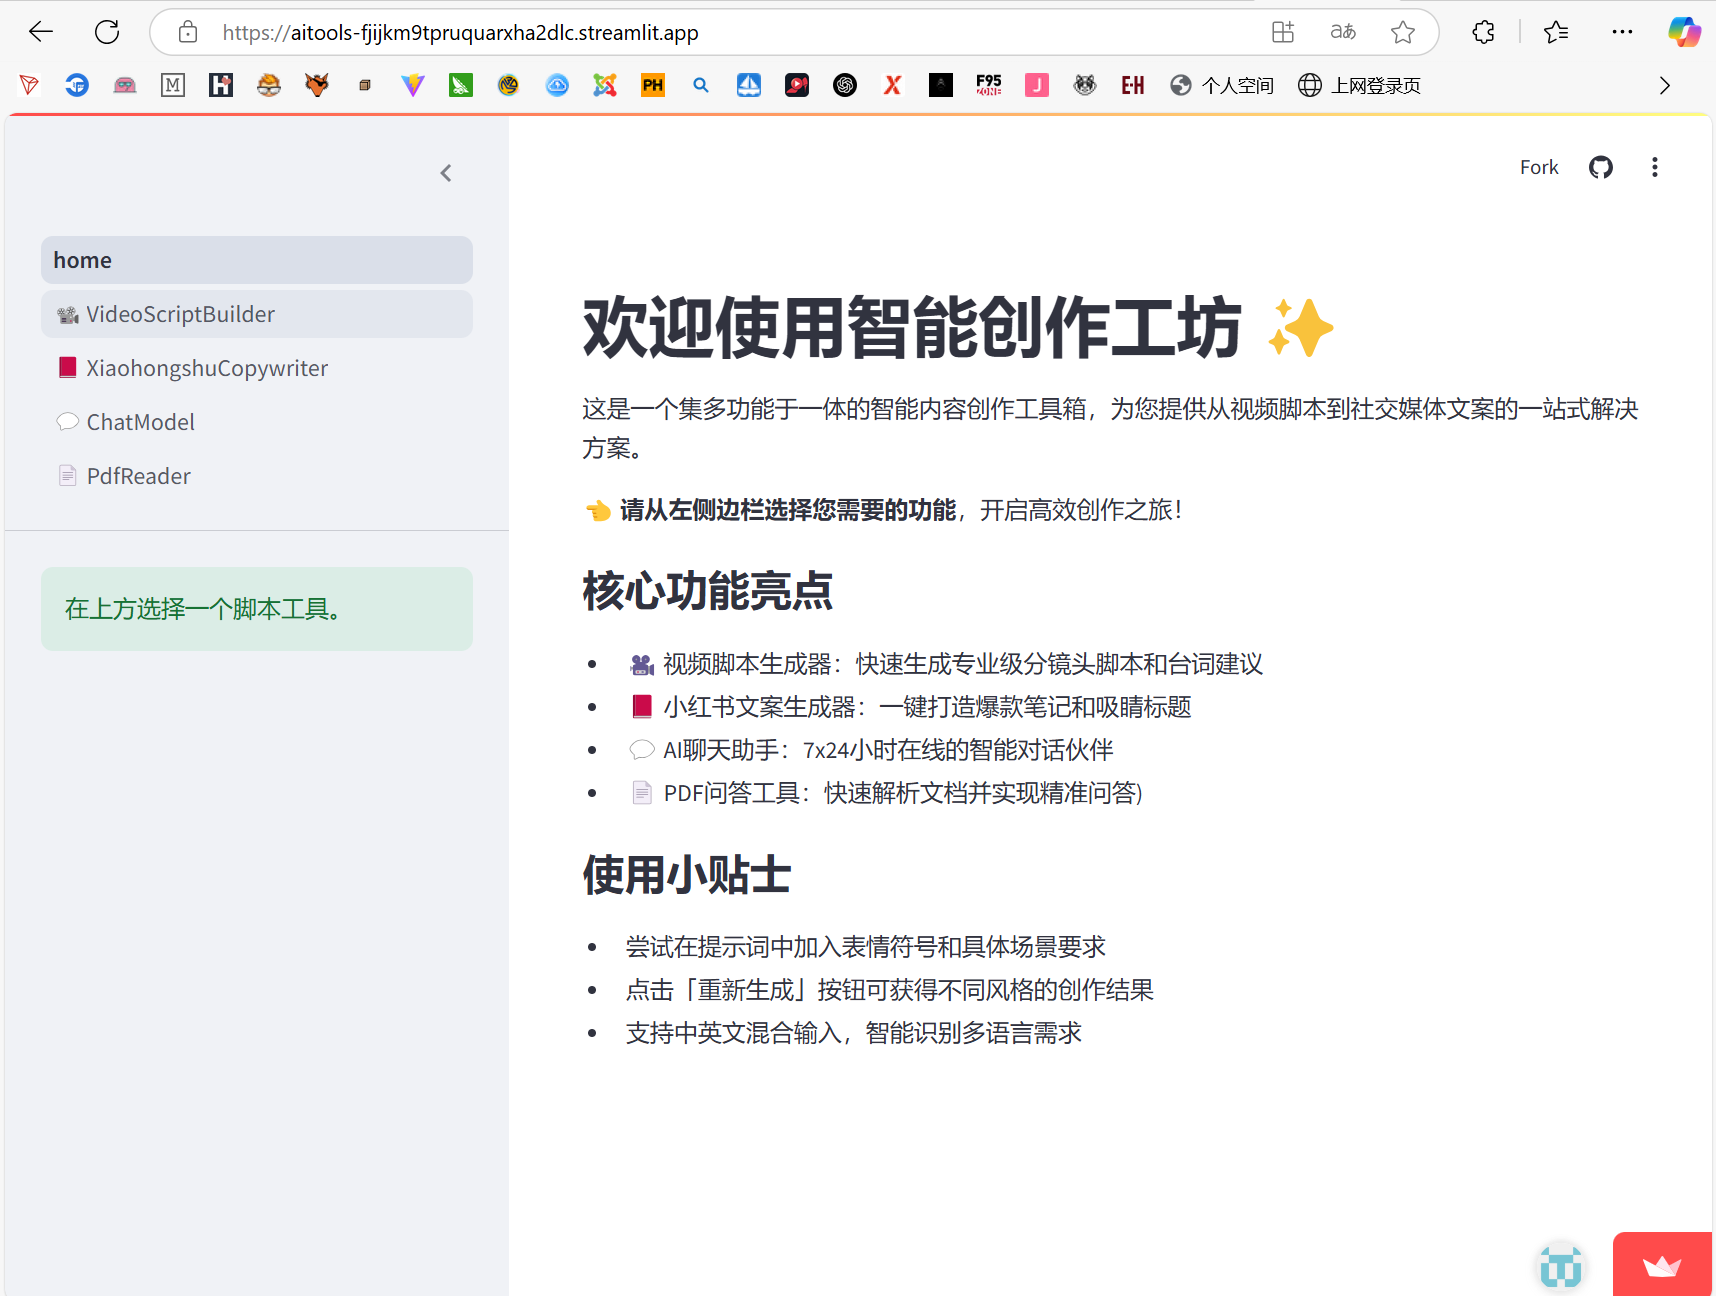 https://aitools-fjijkm9tpruquarxha2dlc.streamlit.app
aあ
M
PH
X
F95
ZONE
J
E-H
个人空间
上网登录页
Fork
home
VideoScriptBuilder
XiaohongshuCopywriter
ChatModel
PdfReader
在上方选择一个脚本工具。
欢迎使用智能创作工坊 ✨
这是一个集多功能于一体的智能内容创作工具箱，为您提供从视频脚本到社交媒体文案的一站式解决
方案。
👈 请从左侧边栏选择您需要的功能，开启高效创作之旅！
核心功能亮点
• 🎥 视频脚本生成器：快速生成专业级分镜头脚本和台词建议
• 📕 小红书文案生成器：一键打造爆款笔记和吸睛标题
• 💬 AI聊天助手：7x24小时在线的智能对话伙伴
• 📄 PDF问答工具：快速解析文档并实现精准问答)
使用小贴士
• 尝试在提示词中加入表情符号和具体场景要求
• 点击「重新生成」按钮可获得不同风格的创作结果
• 支持中英文混合输入，智能识别多语言需求